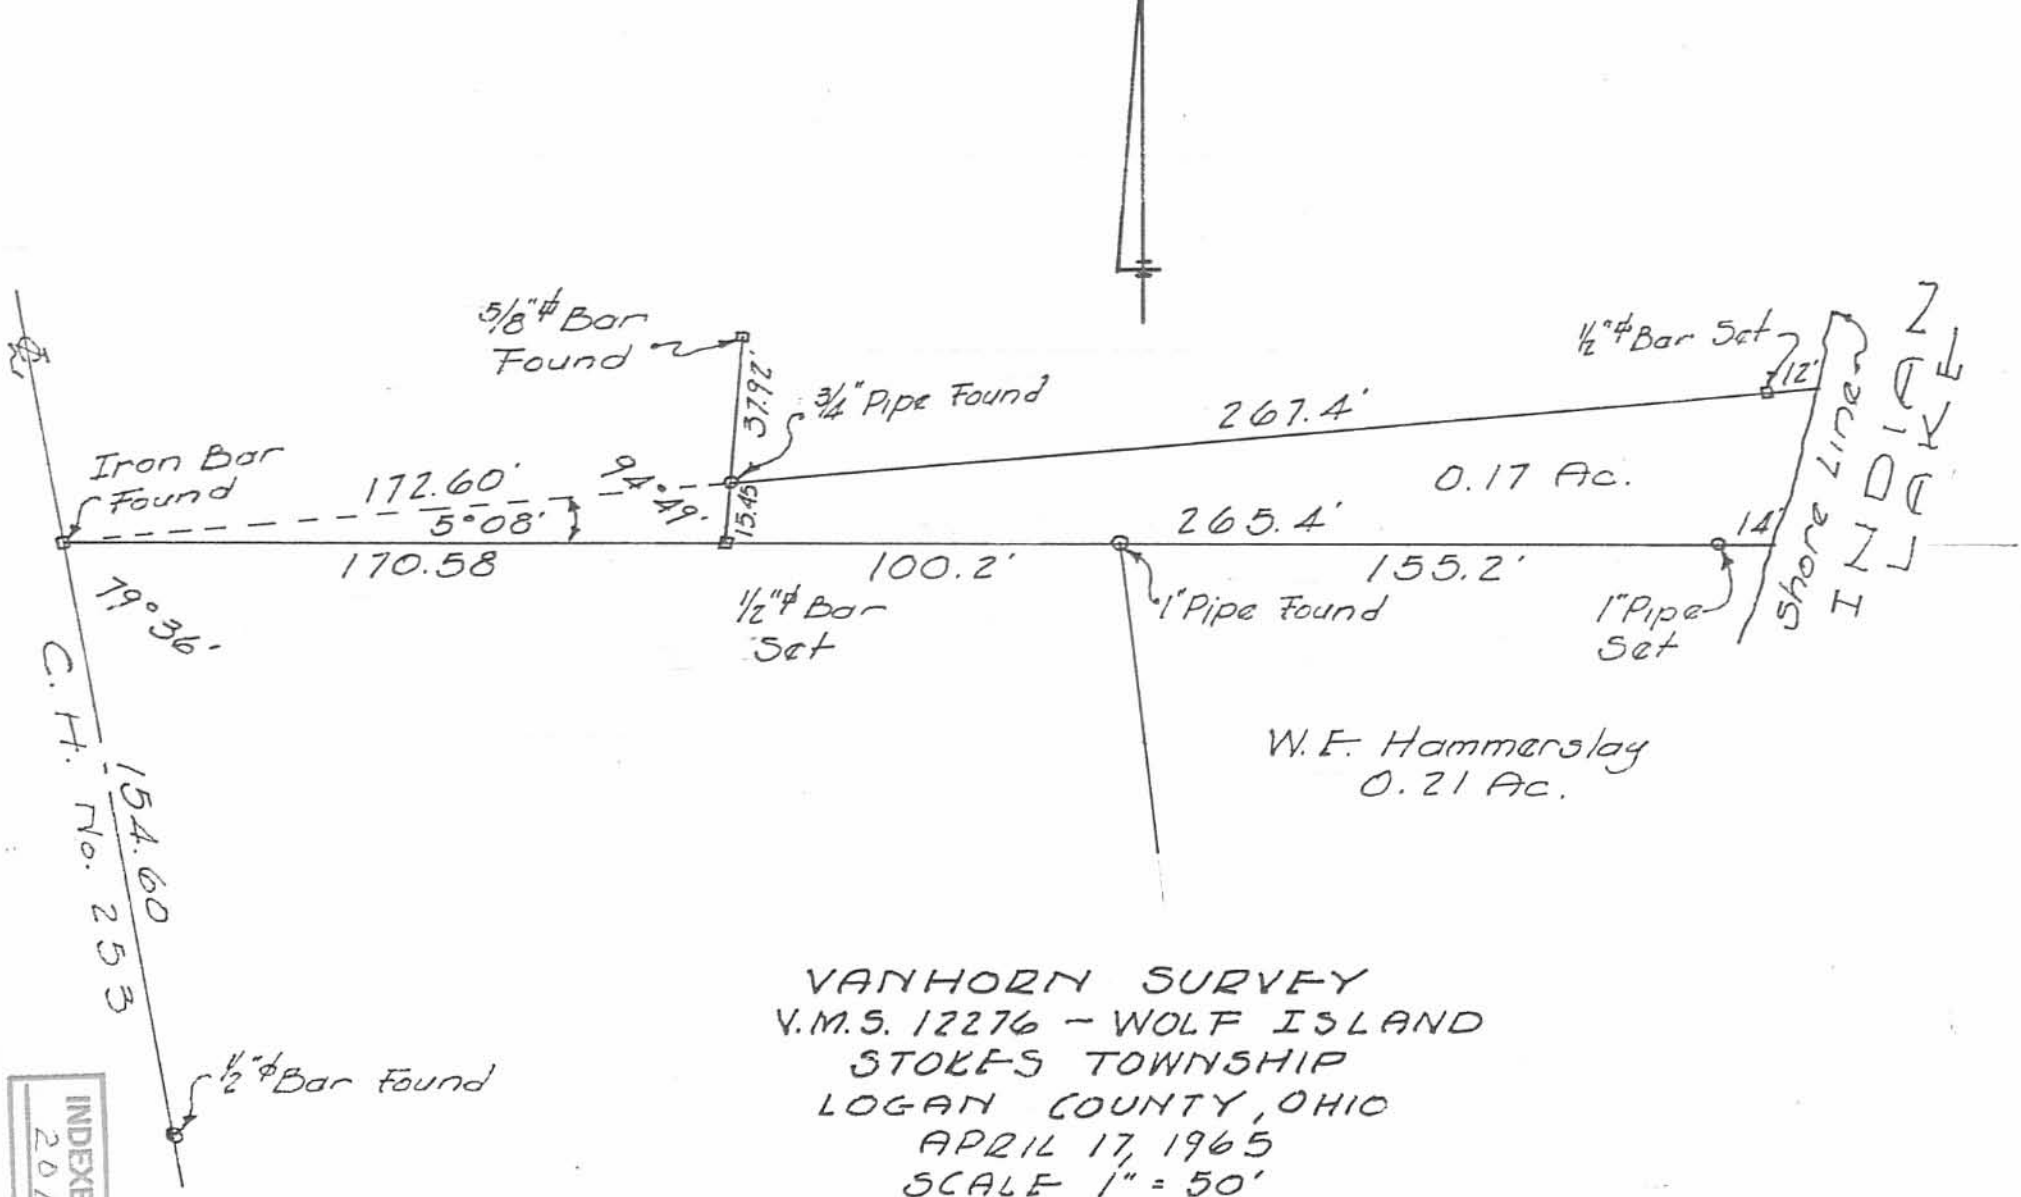 5/8"ϕ Bar
Found
37.92'
3/4" Pipe Found
1/2"ϕ Bar Set
12'
267.4'
Shore Line
INDIAN
LAKE
Iron Bar
Found
172.60'
94°49'
5°08'
15.45'
0.17 Ac.
265.4'
14'
170.58
100.2'
155.2'
79°36'
1/2"ϕ Bar
Set
1" Pipe Found
1" Pipe
Set
C. H. No. 253
154.60
W.E. Hammerslay
0.21 Ac.
1/2"ϕ Bar Found
VANHORN SURVEY
V.M.S. 12276 - WOLF ISLAND
STOKES TOWNSHIP
LOGAN COUNTY, OHIO
APRIL 17, 1965
SCALE 1" = 50'